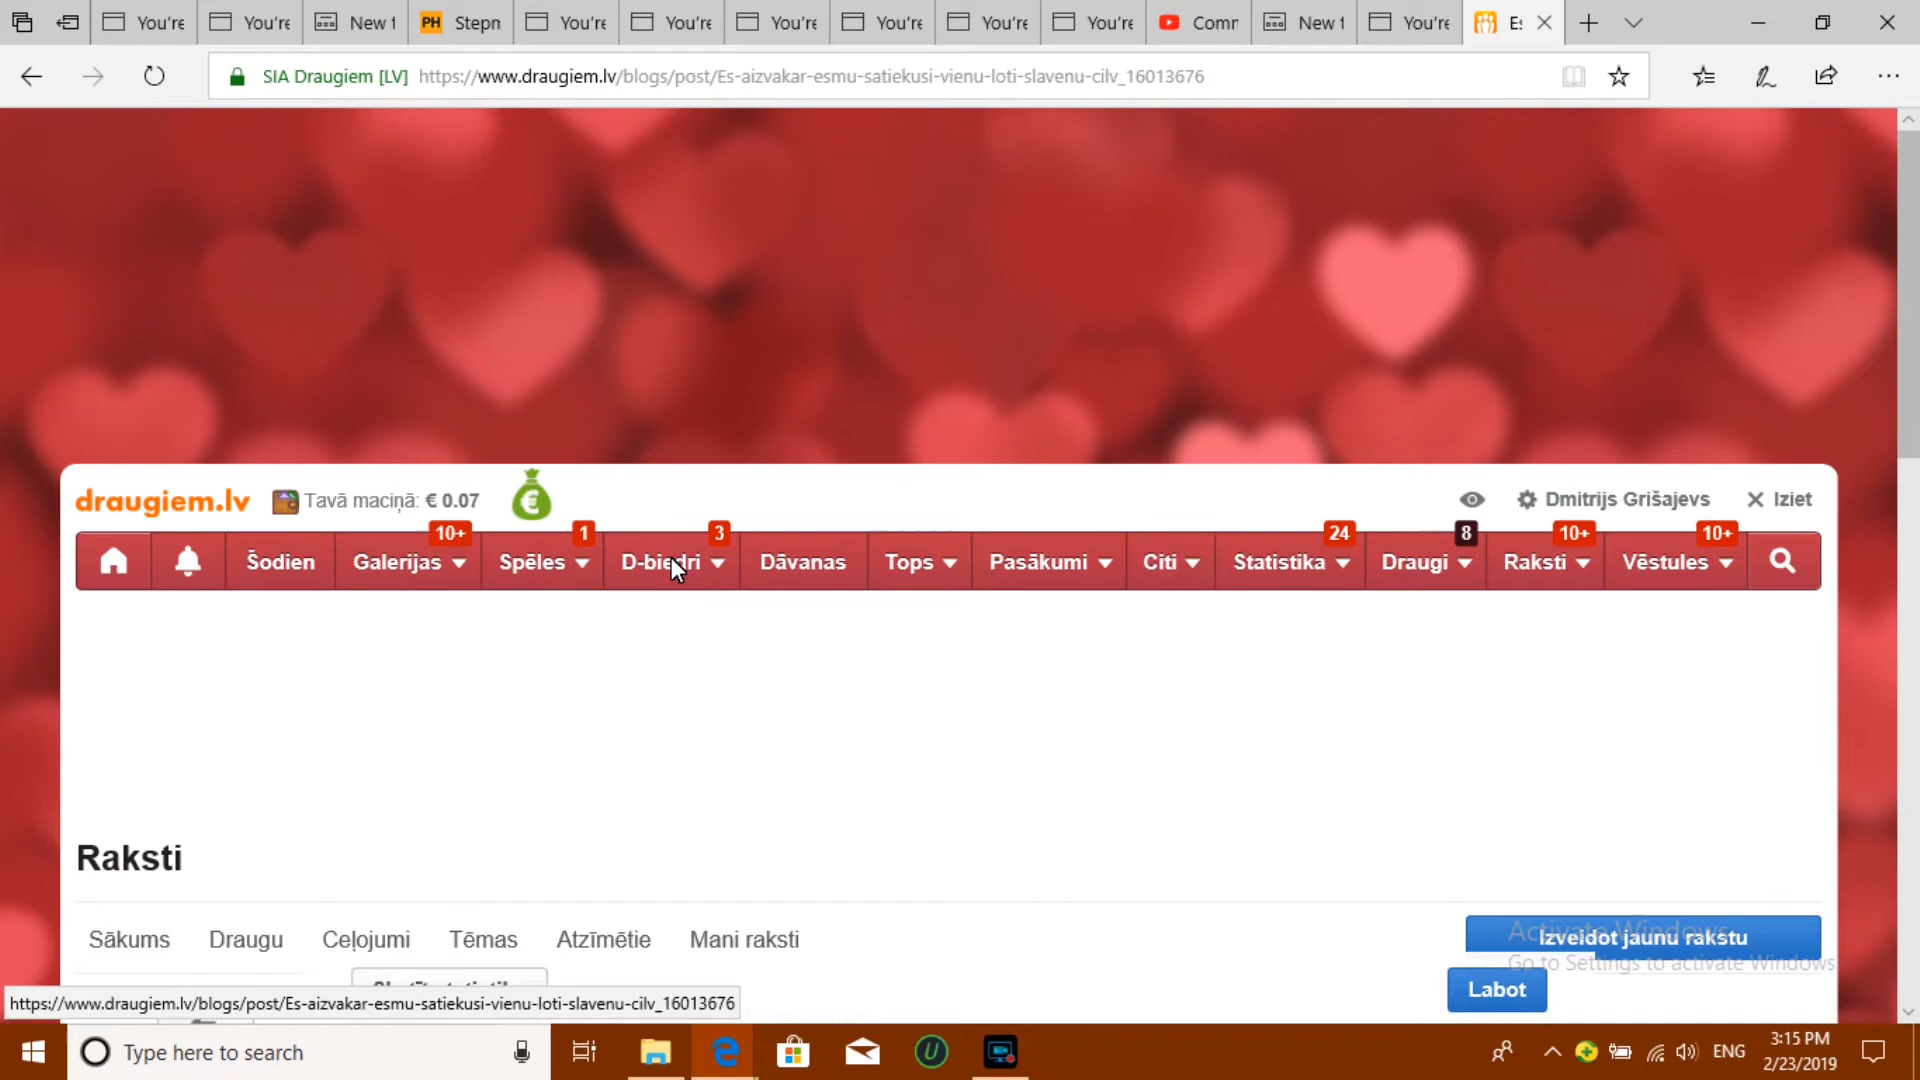 You're
You're
New t
PH Stepn
You're
You're
You're
You're
You're
You're
Comr
New t
You're
Es
SIA Draugiem [LV] https://www.draugiem.lv/blogs/post/Es-aizvakar-esmu-satiekusi-vienu-loti-slavenu-cilv_16013676
draugiem.lv
Tavā maciņā: € 0.07
Dmitrijs Grišajevs
Iziet
10+ 1 3 24 8 10+ 10+
Šodien Galerijas Spēles D-biedri Dāvanas Tops Pasākumi Citi Statistika Draugi Raksti Vēstules
Raksti
Sākums Draugu Ceļojumi Tēmas Atzīmētie Mani raksti
Izveidot jaunu rakstu
Activate Windows
Go to Settings to activate Windows
Labot
https://www.draugiem.lv/blogs/post/Es-aizvakar-esmu-satiekusi-vienu-loti-slavenu-cilv_16013676
Type here to search
ENG
3:15 PM
2/23/2019